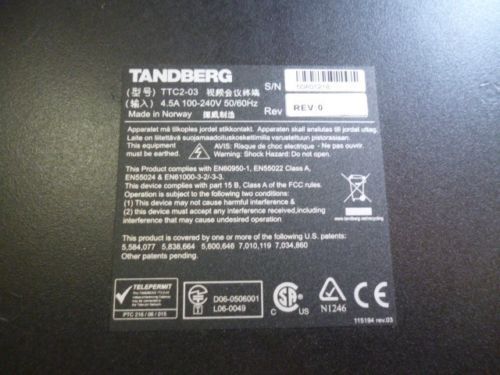 TANDBERG
(型号) TTC2-03 视频会议终端
S/N
(输入) 4.5A 100-240V 50/60Hz
Made in Norway 挪威制造
Rev REV.0
Apparatet må tilkoples jordet stikkontakt. Apparaten skall anslutas till jordat uttag.
Laite on liitettävä suojamaadoituskoskettimilla varustettuun pistorasiaan.
This equipment must be earthed
AVIS: Risque de choc electrique - Ne pas ouvrir.
Warning: Shock Hazard: Do not open.
This Product complies with EN60950-1, EN55022 Class A,
EN55024 & EN61000-3-2/-3-3.
This device complies with part 15 B, Class A of the FCC rules.
Operation is subject to the following two conditions:
(1) This device may not cause harmful interference &
(2) this device must accept any interference received,including
interference that may cause undesired operation
www.tandberg.net/recycling
This product is covered by one or more of the following U.S. patents:
5,584,077 5,838,664 5,600,646 7,010,119 7,034,860
Other patents pending.
TELEPERMIT
PTC 216 / 06 / 015
D06-0506001
L06-0049
C US
N1246
CE
115194 rev.03